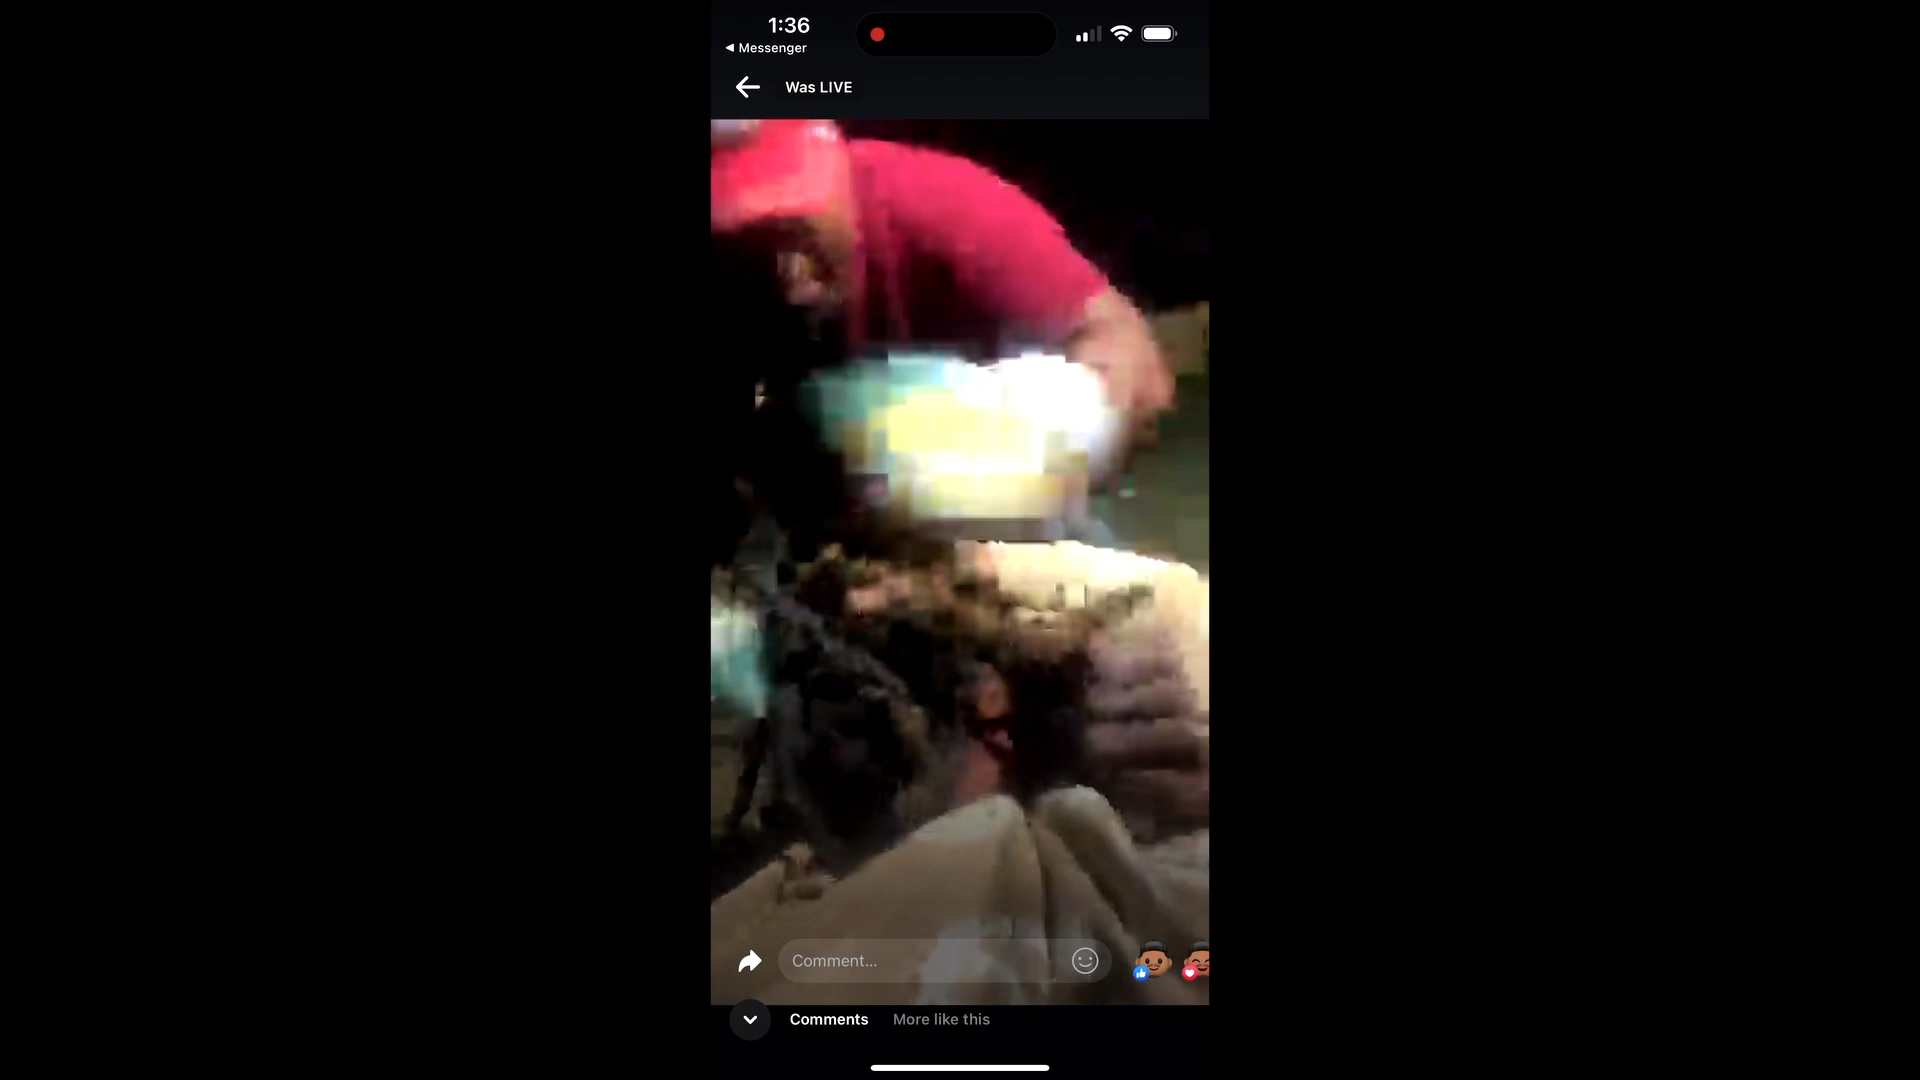 1:36
◀ Messenger
Was LIVE
Comment...
Comments
More like this